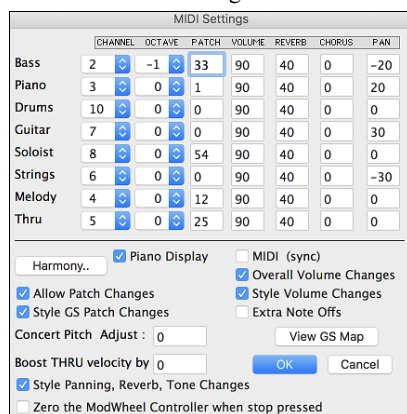 MIDI Settings
CHANNEL OCTAVE PATCH VOLUME REVERB CHORUS PAN
Bass 2 -1 33 90 40 0 -20
Piano 3 0 1 90 40 0 20
Drums 10 0 0 90 40 0 0
Guitar 7 0 0 90 40 0 30
Soloist 8 0 54 90 40 0 0
Strings 6 0 0 90 40 0 -30
Melody 4 0 12 90 40 0 0
Thru 5 0 25 90 40 0 0
Harmony.. Piano Display MIDI (sync)
Overall Volume Changes
Allow Patch Changes Style Volume Changes
Style GS Patch Changes Extra Note Offs
Concert Pitch Adjust : 0 View GS Map
Boost THRU velocity by 0 OK Cancel
Style Panning, Reverb, Tone Changes
Zero the ModWheel Controller when stop pressed